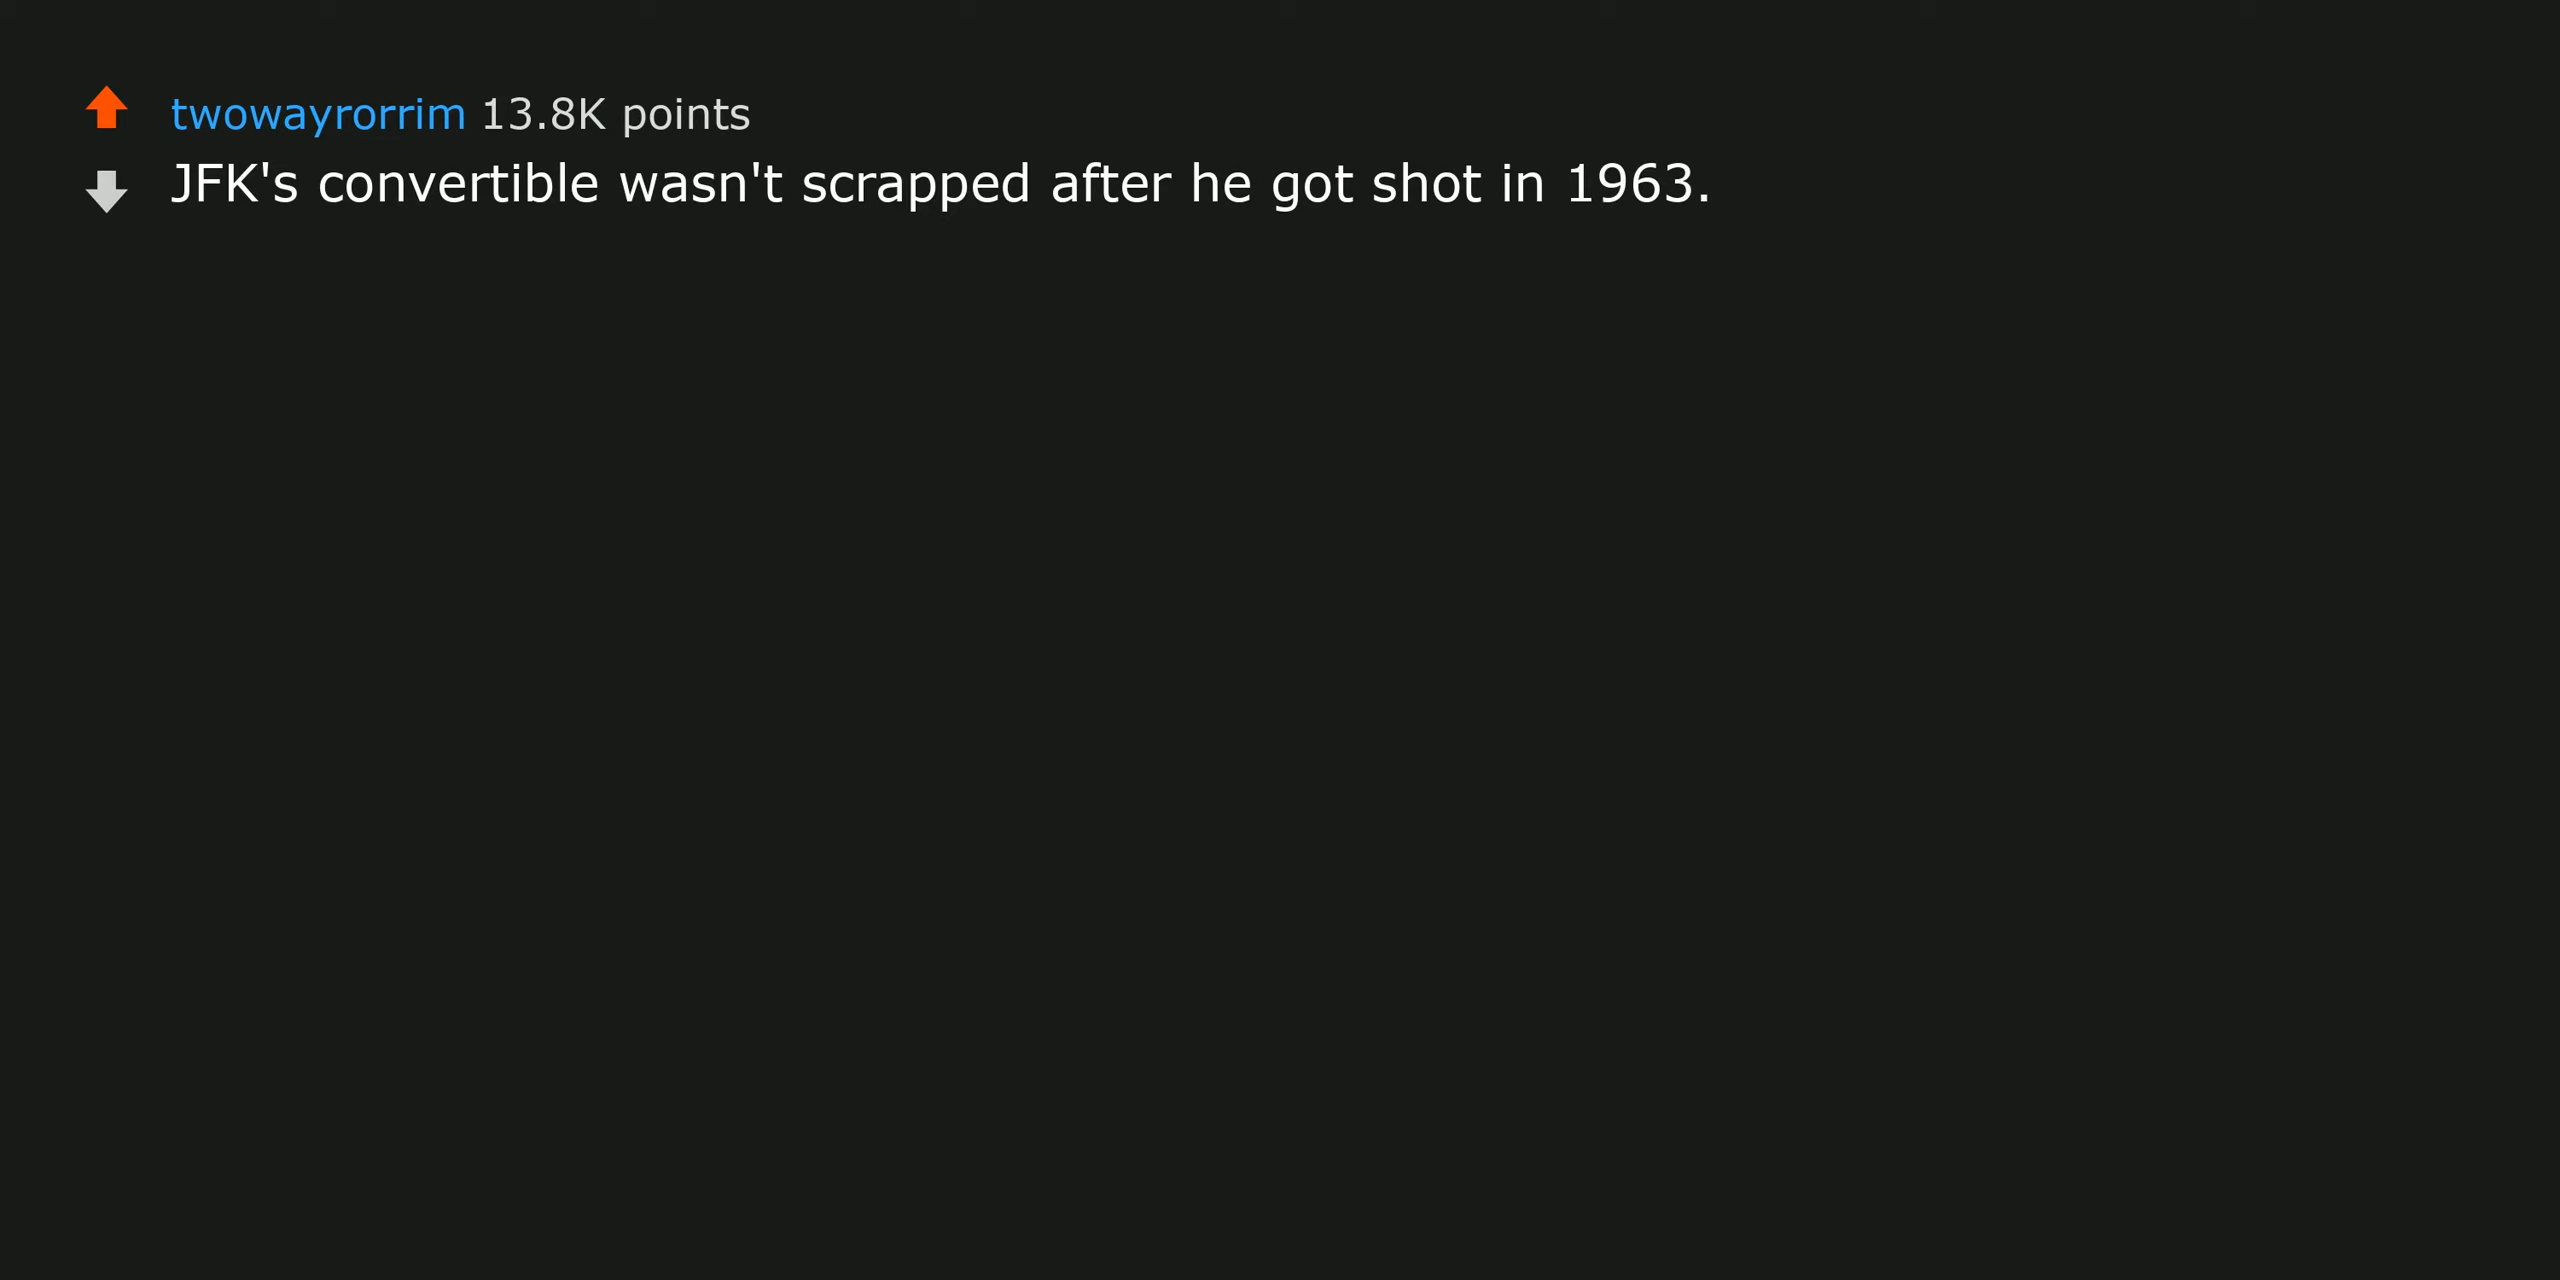 twowayrorrim 13.8K points
JFK's convertible wasn't scrapped after he got shot in 1963.